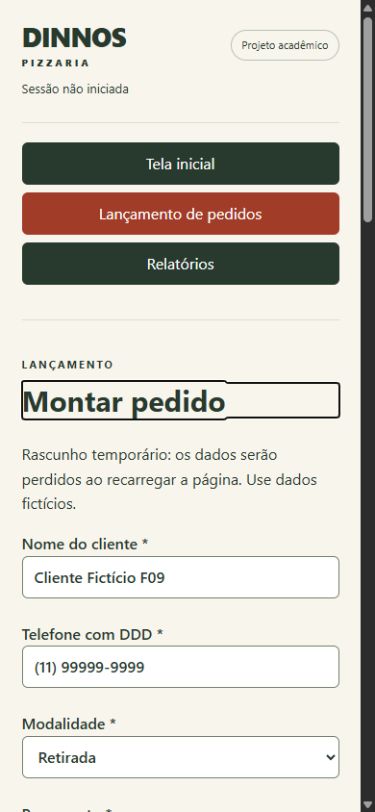 DINNOS
PIZZARIA
Projeto acadêmico
Sessão não iniciada
Tela inicial
Lançamento de pedidos
Relatórios
LANÇAMENTO
Montar pedido
Rascunho temporário: os dados serão
perdidos ao recarregar a página. Use dados
fictícios.
Nome do cliente *
Cliente Fictício F09
Telefone com DDD *
(11) 99999-9999
Modalidade *
Retirada